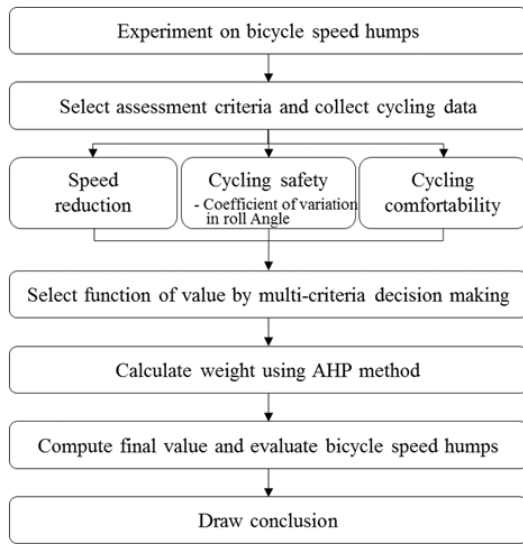 Experiment on bicycle speed humps
Select assessment criteria and collect cycling data
Speed
reduction
Cycling safety
- Coefficient of variation
in roll Angle
Cycling
comfortability
Select function of value by multi-criteria decision making
Calculate weight using AHP method
Compute final value and evaluate bicycle speed humps
Draw conclusion